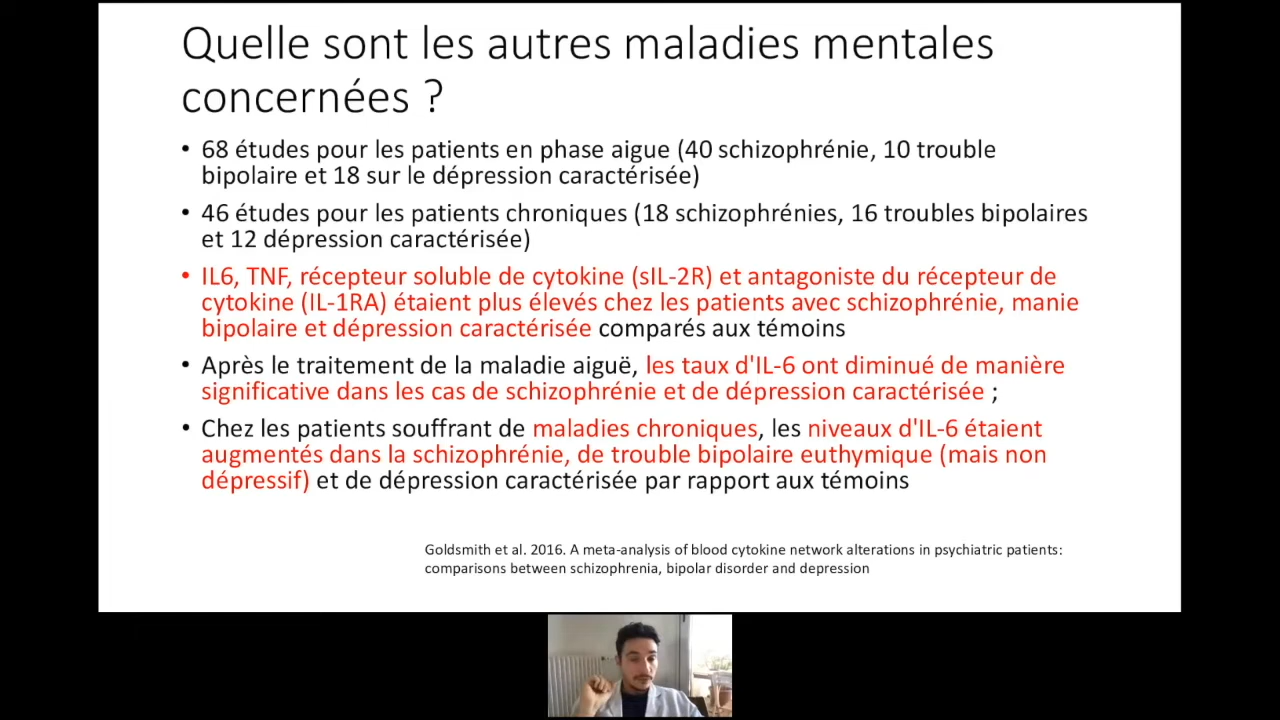 Quelle sont les autres maladies mentales
concernées ?
• 68 études pour les patients en phase aigue (40 schizophrénie, 10 trouble
bipolaire et 18 sur le dépression caractérisée)
• 46 études pour les patients chroniques (18 schizophrénies, 16 troubles bipolaires
et 12 dépression caractérisée)
• IL6, TNF, récepteur soluble de cytokine (sIL-2R) et antagoniste du récepteur de
cytokine (IL-1RA) étaient plus élevés chez les patients avec schizophrénie, manie
bipolaire et dépression caractérisée comparés aux témoins
• Après le traitement de la maladie aiguë, les taux d'IL-6 ont diminué de manière
significative dans les cas de schizophrénie et de dépression caractérisée ;
• Chez les patients souffrant de maladies chroniques, les niveaux d'IL-6 étaient
augmentés dans la schizophrénie, de trouble bipolaire euthymique (mais non
dépressif) et de dépression caractérisée par rapport aux témoins
Goldsmith et al. 2016. A meta-analysis of blood cytokine network alterations in psychiatric patients:
comparisons between schizophrenia, bipolar disorder and depression